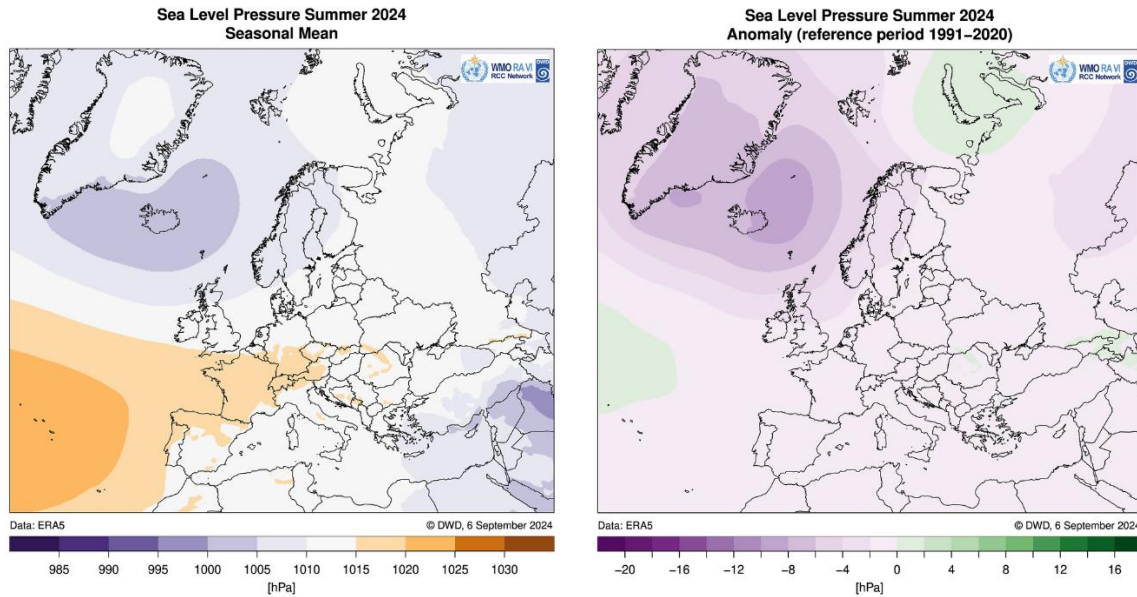 Sea Level Pressure Summer 2024
Seasonal Mean
WMO RA VI
RCC Network
DWD
Data: ERA5
© DWD, 6 September 2024
985 990 995 1000 1005 1010 1015 1020 1025 1030
[hPa]
Sea Level Pressure Summer 2024
Anomaly (reference period 1991−2020)
WMO RA VI
RCC Network
DWD
Data: ERA5
© DWD, 6 September 2024
−20 −16 −12 −8 −4 0 4 8 12 16
[hPa]